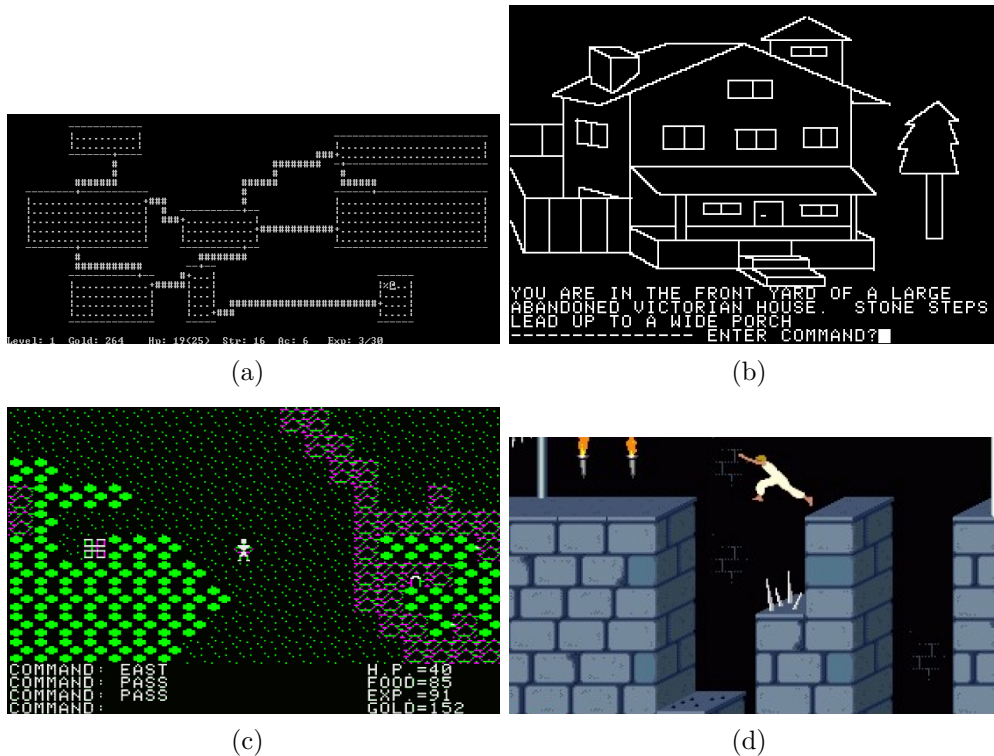 Level: 1 Gold: 264 Hp: 19(25) Str: 16 Ac: 6 Exp: 3/30
(a)
YOU ARE IN THE FRONT YARD OF A LARGE
ABANDONED VICTORIAN HOUSE. STONE STEPS
LEAD UP TO A WIDE PORCH
--------------- ENTER COMMAND?
(b)
COMMAND: EAST H.P.=40
COMMAND: PASS FOOD=85
COMMAND: PASS EXP.=91
COMMAND: GOLD=152
(c)
(d)